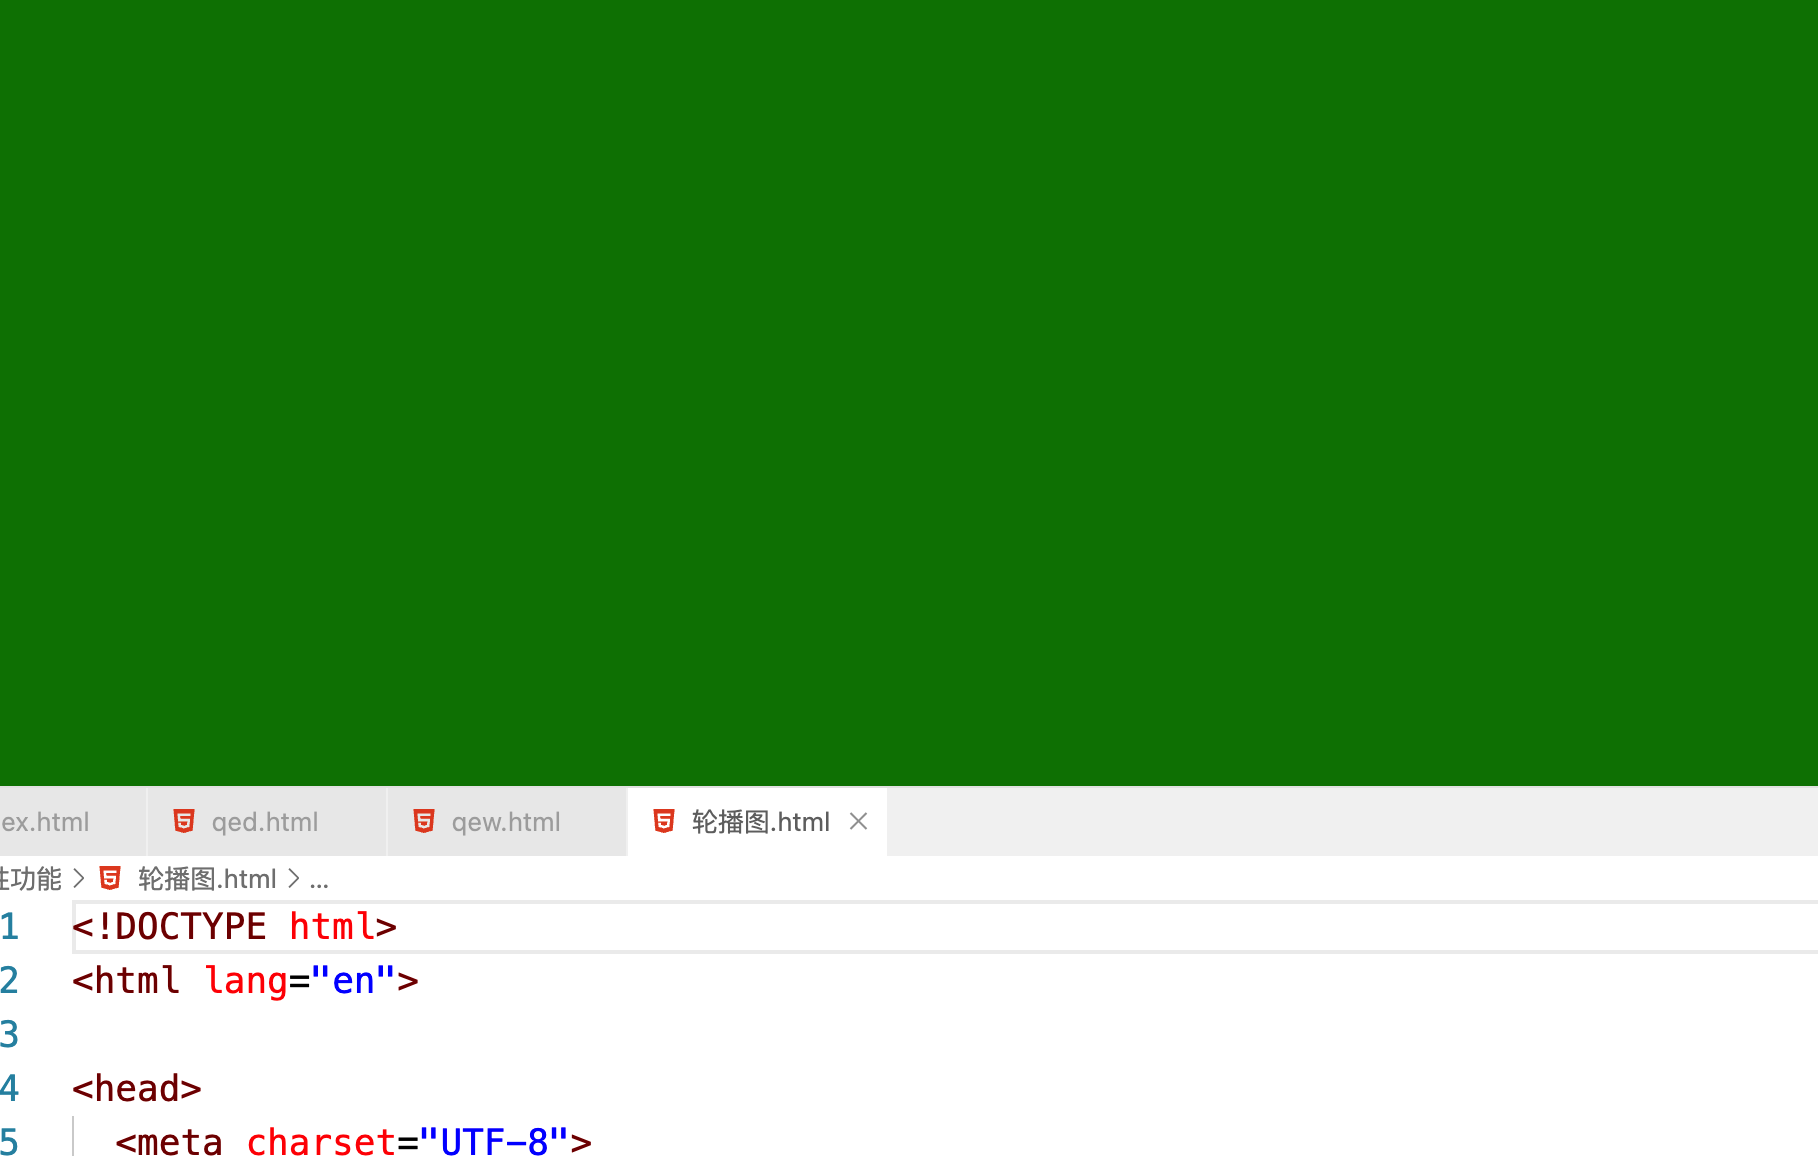 ex.html qed.html qew.html 轮播图.html
功能 > 轮播图.html > ...
1 <!DOCTYPE html>
2 <html lang="en">
3
4 <head>
5 <meta charset="UTF-8">